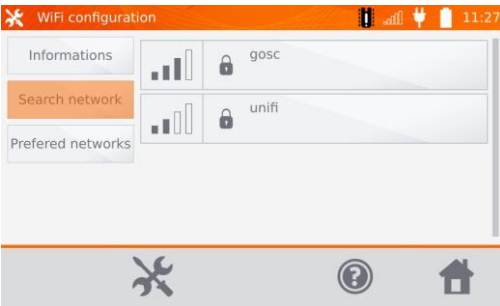 WiFi configuration
11:27
Informations
gosc
Search network
unifi
Prefered networks